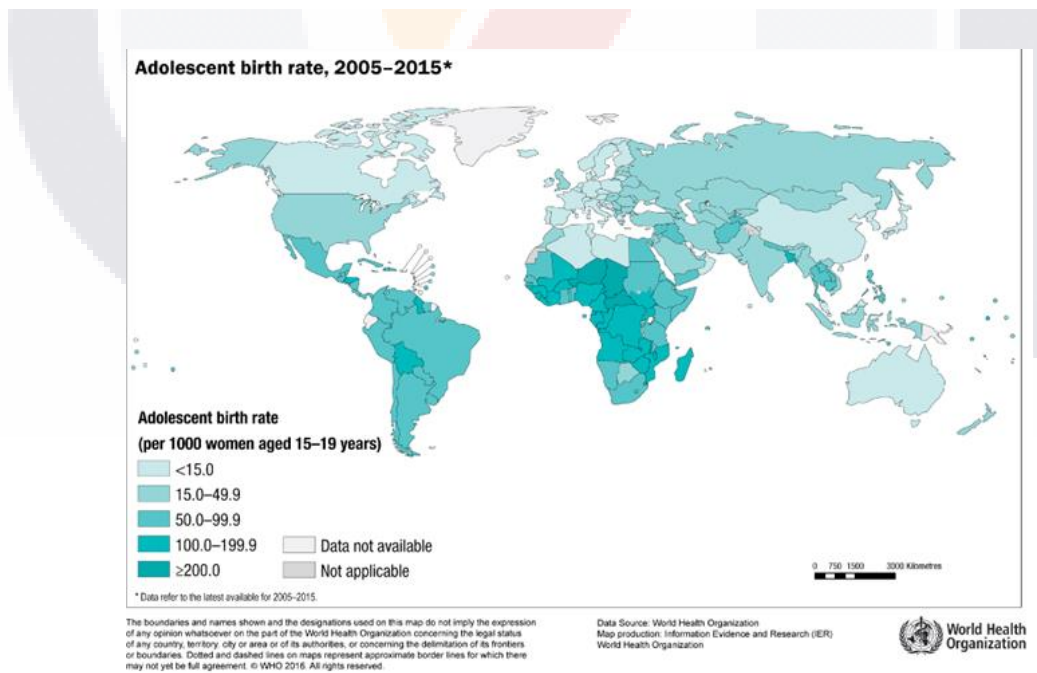 Adolescent birth rate, 2005–2015*
Adolescent birth rate
(per 1000 women aged 15–19 years)
<15.0
15.0–49.9
50.0–99.9
100.0–199.9
≥200.0
Data not available
Not applicable
0 750 1500 3000 Kilometres
* Data refer to the latest available for 2005–2015.
The boundaries and names shown and the designations used on this map do not imply the expression
of any opinion whatsoever on the part of the World Health Organization concerning the legal status
of any country, territory, city or area or of its authorities, or concerning the delimitation of its frontiers
or boundaries. Dotted and dashed lines on maps represent approximate border lines for which there
may not yet be full agreement. © WHO 2016. All rights reserved.
Data Source: World Health Organization
Map production: Information Evidence and Research (IER)
World Health Organization
World Health
Organization